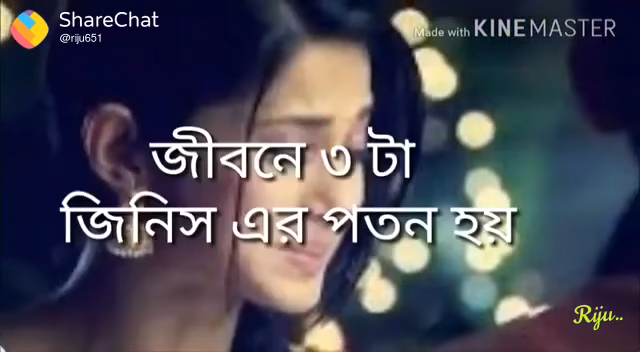 ShareChat
@riju651
Made with KINEMASTER
জীবনে ৩ টা
জিনিস এর পতন হয়
Riju..